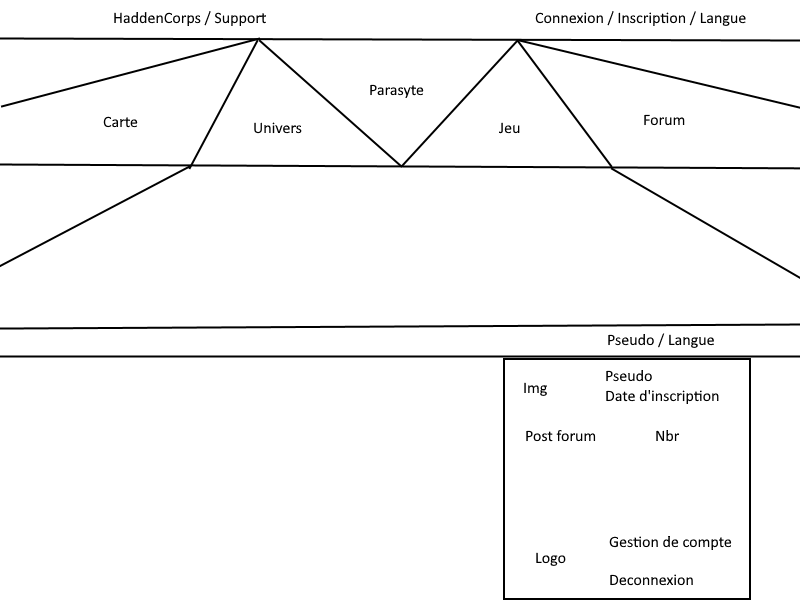 HaddenCorps / Support
Connexion / Inscription / Langue
Parasyte
Carte
Univers
Jeu
Forum
Pseudo / Langue
Img
Pseudo
Date d'inscription
Post forum
Nbr
Logo
Gestion de compte
Deconnexion